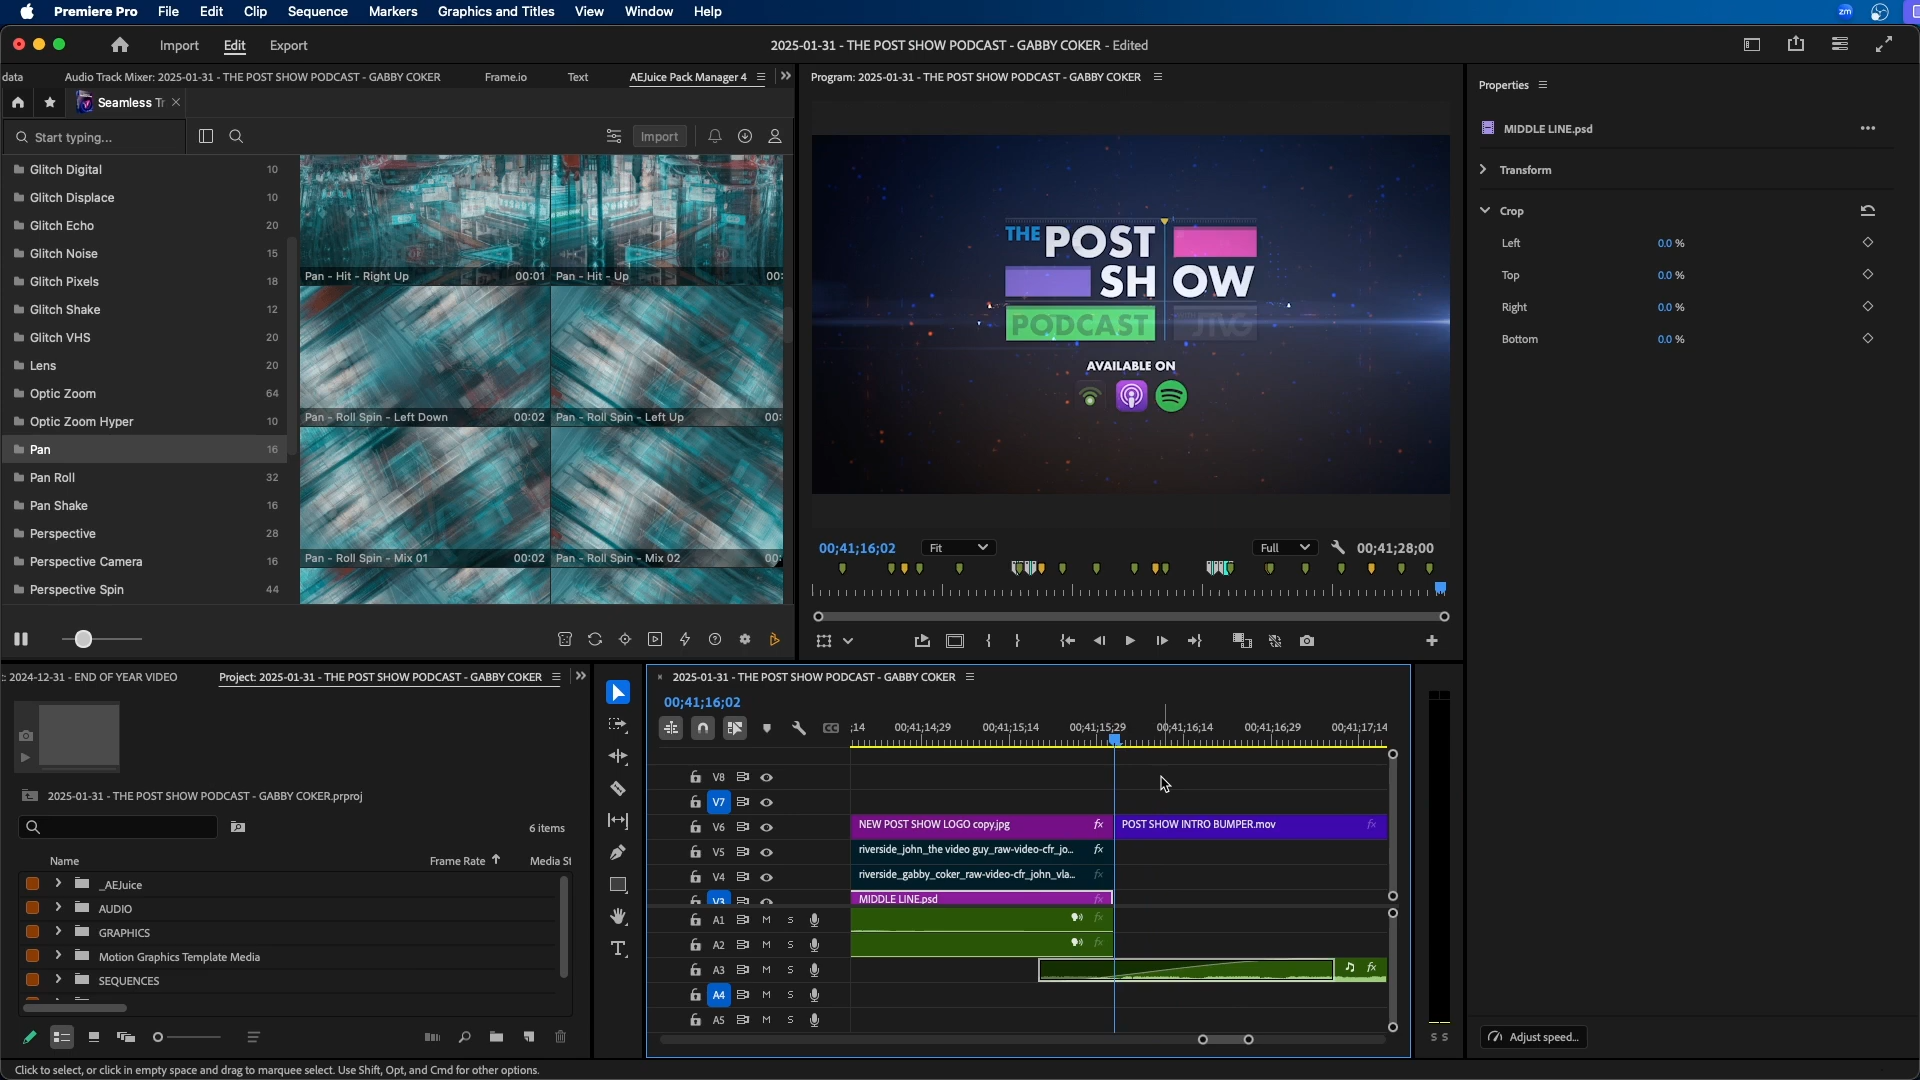 Premiere Pro File Edit Clip Sequence Markers Graphics and Titles View Window Help
zm
Import Edit Export
2025-01-31 - THE POST SHOW PODCAST - GABBY COKER - Edited
data Audio Track Mixer: 2025-01-31 - THE POST SHOW PODCAST - GABBY COKER Frame.io Text AEJuice Pack Manager 4
Seamless Tr
Start typing...
Import
Glitch Digital 10
Glitch Displace 10
Glitch Echo 20
Glitch Noise 15
Glitch Pixels 18
Glitch Shake 12
Glitch VHS 20
Lens 20
Optic Zoom 64
Optic Zoom Hyper 10
Pan 16
Pan Roll 32
Pan Shake 16
Perspective 28
Perspective Camera 16
Perspective Spin 44
Pan - Hit - Right Up 00:01 Pan - Hit - Up 00:
Pan - Roll Spin - Left Down 00:02 Pan - Roll Spin - Left Up 00:
Pan - Roll Spin - Mix 01 00:02 Pan - Roll Spin - Mix 02 00:
Program: 2025-01-31 - THE POST SHOW PODCAST - GABBY COKER
THE POST
SHOW
PODCAST JTVG
AVAILABLE ON
00;41;16;02 Fit Full 00;41;28;00
Properties
MIDDLE LINE.psd
Transform
Crop
Left 0.0 %
Top 0.0 %
Right 0.0 %
Bottom 0.0 %
Adjust speed...
: 2024-12-31 - END OF YEAR VIDEO Project: 2025-01-31 - THE POST SHOW PODCAST - GABBY COKER
2025-01-31 - THE POST SHOW PODCAST - GABBY COKER.prproj
6 items
Name Frame Rate Media St
_AEJuice
AUDIO
GRAPHICS
Motion Graphics Template Media
SEQUENCES
× 2025-01-31 - THE POST SHOW PODCAST - GABBY COKER
00;41;16;02
CC ;14 00;41;14;29 00;41;15;14 00;41;15;29 00;41;16;14 00;41;16;29 00;41;17;14
V8
V7
V6 NEW POST SHOW LOGO copy.jpg fx POST SHOW INTRO BUMPER.mov fx
V5 riverside_john_the video guy_raw-video-cfr_jo... fx
V4 riverside_gabby_coker_raw-video-cfr_john_vla... fx
V3 MIDDLE LINE.psd fx
A1 M S fx
A2 M S fx
A3 M S fx
A4 M S
A5 M S
S S
Click to select, or click in empty space and drag to marquee select. Use Shift, Opt, and Cmd for other options.